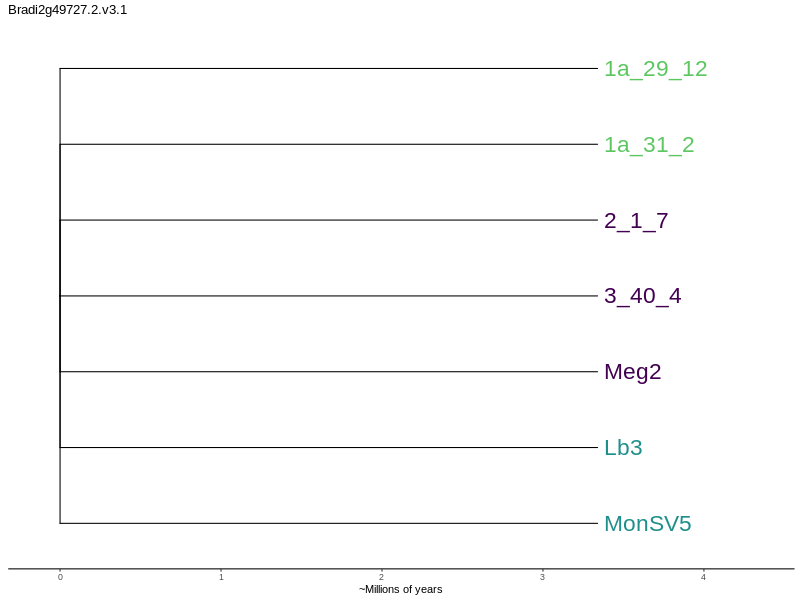 Bradi2g49727.2.v3.1
1a_29_12
1a_31_2
2_1_7
3_40_4
Meg2
Lb3
MonSV5
0 1 2 3 4
~Millions of years